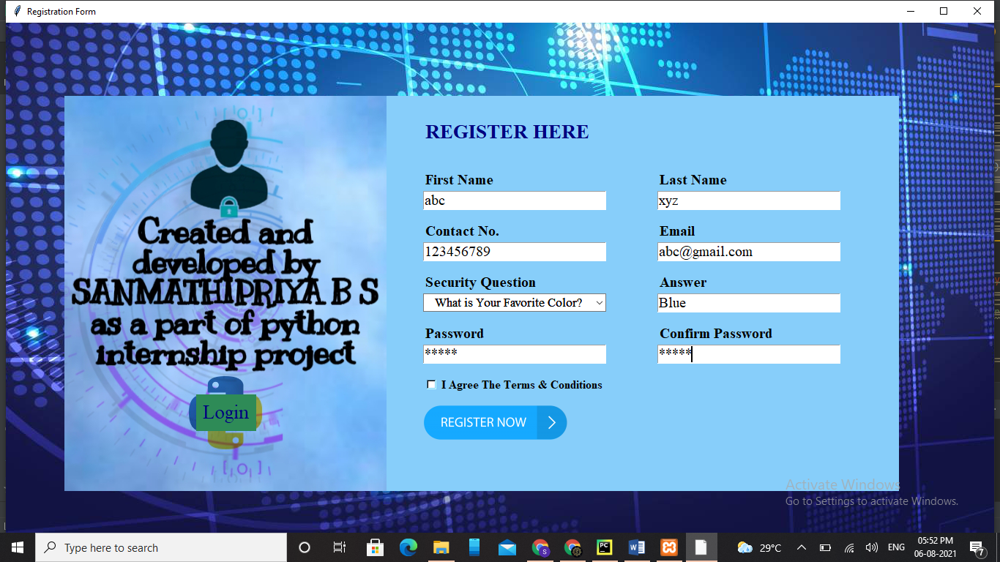 Registration Form
Created and
developed by
SANMATHIPRIYA B S
as a part of python
internship project
Login
REGISTER HERE
First Name
Last Name
abc
xyz
Contact No.
Email
123456789
abc@gmail.com
Security Question
Answer
What is Your Favorite Color?
Blue
Password
Confirm Password
*****
*****
I Agree The Terms & Conditions
REGISTER NOW
Activate Windows
Go to Settings to activate Windows.
Type here to search
29°C
ENG
05:52 PM
06-08-2021
7